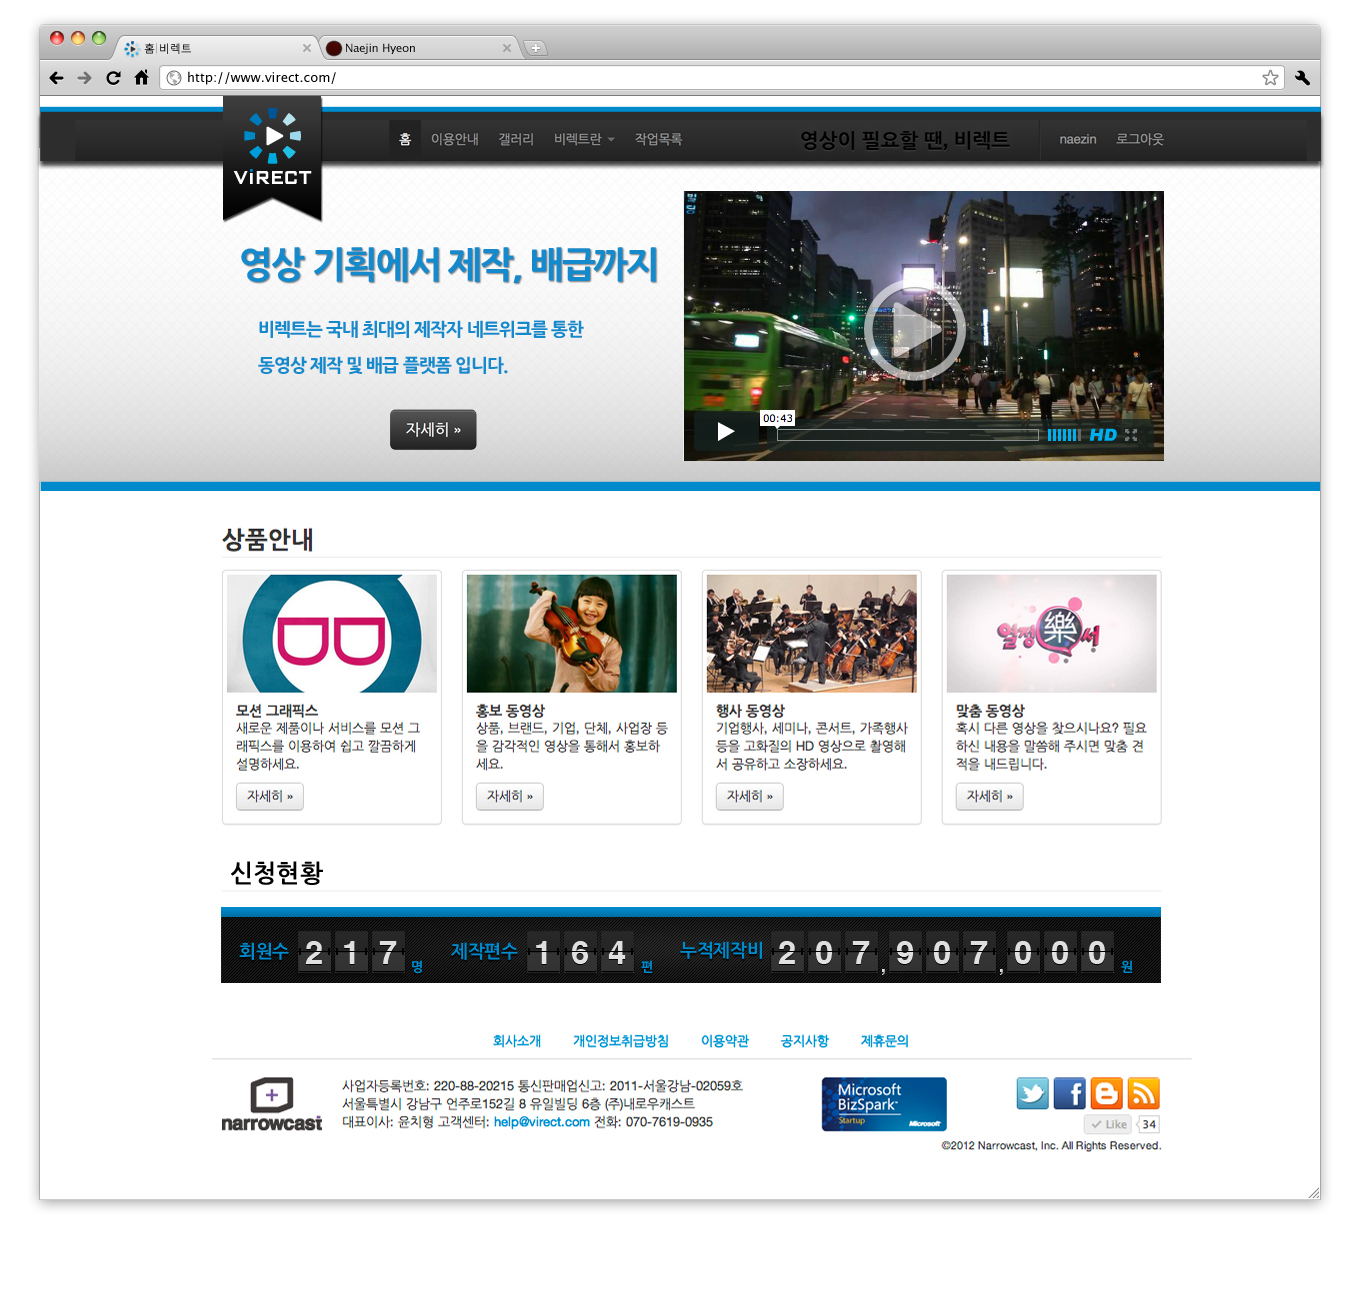 홈|비렉트
Naejin Hyeon
http://www.virect.com/
ViRECT
홈 이용안내 갤러리 비렉트란 작업목록
영상이 필요할 땐, 비렉트
naezin 로그아웃
영상 기획에서 제작, 배급까지
비렉트는 국내 최대의 제작자 네트워크를 통한
동영상 제작 및 배급 플랫폼 입니다.
자세히 »
00:43
HD
상품안내
열정樂서
모션 그래픽스
새로운 제품이나 서비스를 모션 그
래픽스를 이용하여 쉽고 깔끔하게
설명하세요.
자세히 »
홍보 동영상
상품, 브랜드, 기업, 단체, 사업장 등
을 감각적인 영상을 통해서 홍보하
세요.
자세히 »
행사 동영상
기업행사, 세미나, 콘서트, 가족행사
등을 고화질의 HD 영상으로 촬영해
서 공유하고 소장하세요.
자세히 »
맞춤 동영상
혹시 다른 영상을 찾으시나요? 필요
하신 내용을 말씀해 주시면 맞춤 견
적을 내드립니다.
자세히 »
신청현황
회원수 217 명 제작편수 164 편 누적제작비 207,907,000 원
회사소개 개인정보취급방침 이용약관 공지사항 제휴문의
narrowcast
사업자등록번호: 220-88-20215 통신판매업신고: 2011-서울강남-02059호
서울특별시 강남구 언주로152길 8 유일빌딩 6층 (주)내로우캐스트
대표이사: 윤치형 고객센터: help@virect.com 전화: 070-7619-0935
Microsoft
BizSpark™
Startup
Microsoft
Like 34
©2012 Narrowcast, Inc. All Rights Reserved.